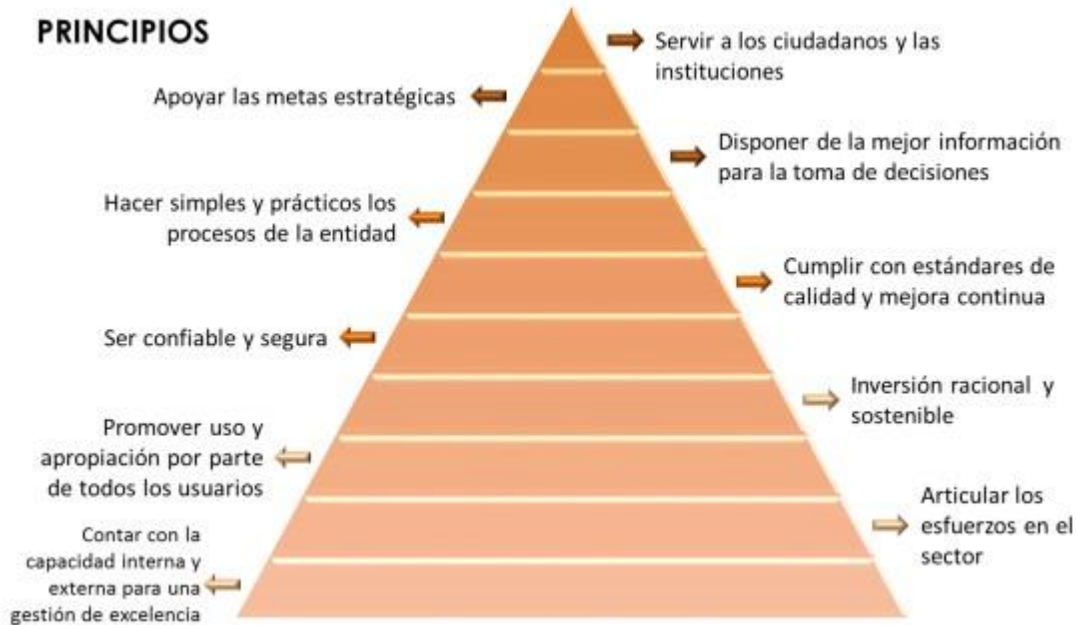 PRINCIPIOS
Servir a los ciudadanos y las
instituciones
Apoyar las metas estratégicas
Disponer de la mejor información
para la toma de decisiones
Hacer simples y prácticos los
procesos de la entidad
Cumplir con estándares de
calidad y mejora continua
Ser confiable y segura
Inversión racional y
sostenible
Promover uso y
apropiación por parte
de todos los usuarios
Articular los
esfuerzos en el
sector
Contar con la
capacidad interna y
externa para una
gestión de excelencia